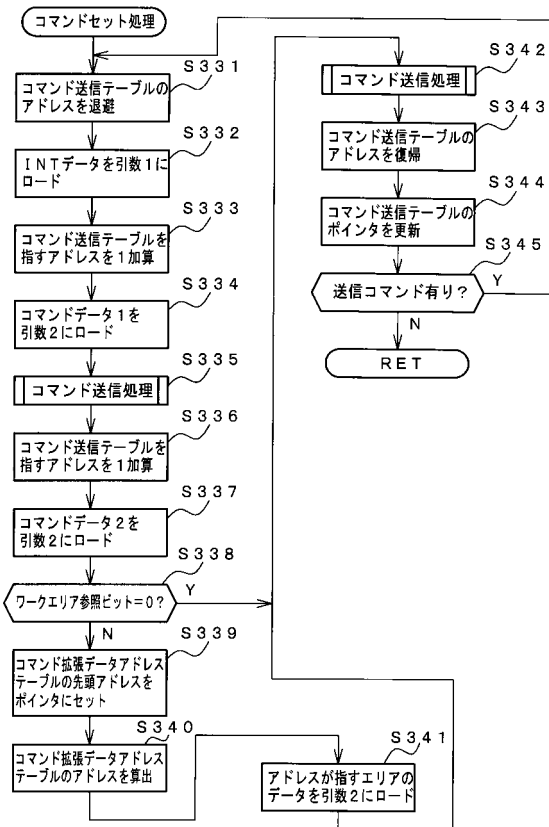 コマンドセット処理
S331
コマンド送信テーブルの
アドレスを退避
S332
INTデータを引数1に
ロード
S333
コマンド送信テーブルを
指すアドレスを1加算
S334
コマンドデータ1を
引数2にロード
S335
コマンド送信処理
S336
コマンド送信テーブルを
指すアドレスを1加算
S337
コマンドデータ2を
引数2にロード
S338
ワークエリア参照ビット=0?
Y
N
S339
コマンド拡張データアドレス
テーブルの先頭アドレスを
ポインタにセット
S340
コマンド拡張データアドレス
テーブルのアドレスを算出
S341
アドレスが指すエリアの
データを引数2にロード
S342
コマンド送信処理
S343
コマンド送信テーブルの
アドレスを復帰
S344
コマンド送信テーブルの
ポインタを更新
S345
送信コマンド有り?
Y
N
RET